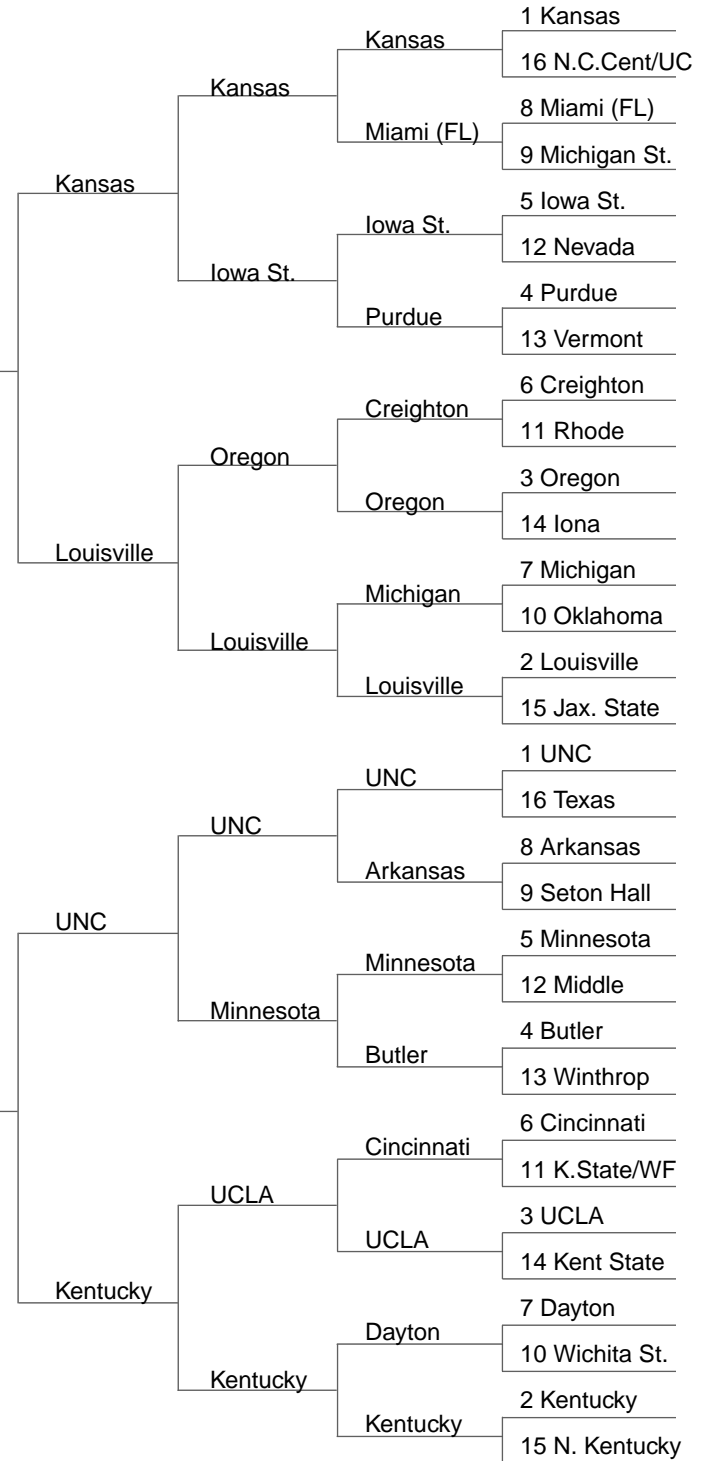 1 Kansas
Kansas
16 N.C.Cent/UC
Kansas
8 Miami (FL)
Miami (FL)
9 Michigan St.
Kansas
5 Iowa St.
Iowa St.
12 Nevada
Iowa St.
4 Purdue
Purdue
13 Vermont
6 Creighton
Creighton
11 Rhode
Oregon
3 Oregon
Oregon
14 Iona
Louisville
7 Michigan
Michigan
10 Oklahoma
Louisville
2 Louisville
Louisville
15 Jax. State
1 UNC
UNC
16 Texas
UNC
8 Arkansas
Arkansas
9 Seton Hall
UNC
5 Minnesota
Minnesota
12 Middle
Minnesota
4 Butler
Butler
13 Winthrop
6 Cincinnati
Cincinnati
11 K.State/WF
UCLA
3 UCLA
UCLA
14 Kent State
Kentucky
7 Dayton
Dayton
10 Wichita St.
Kentucky
2 Kentucky
Kentucky
15 N. Kentucky